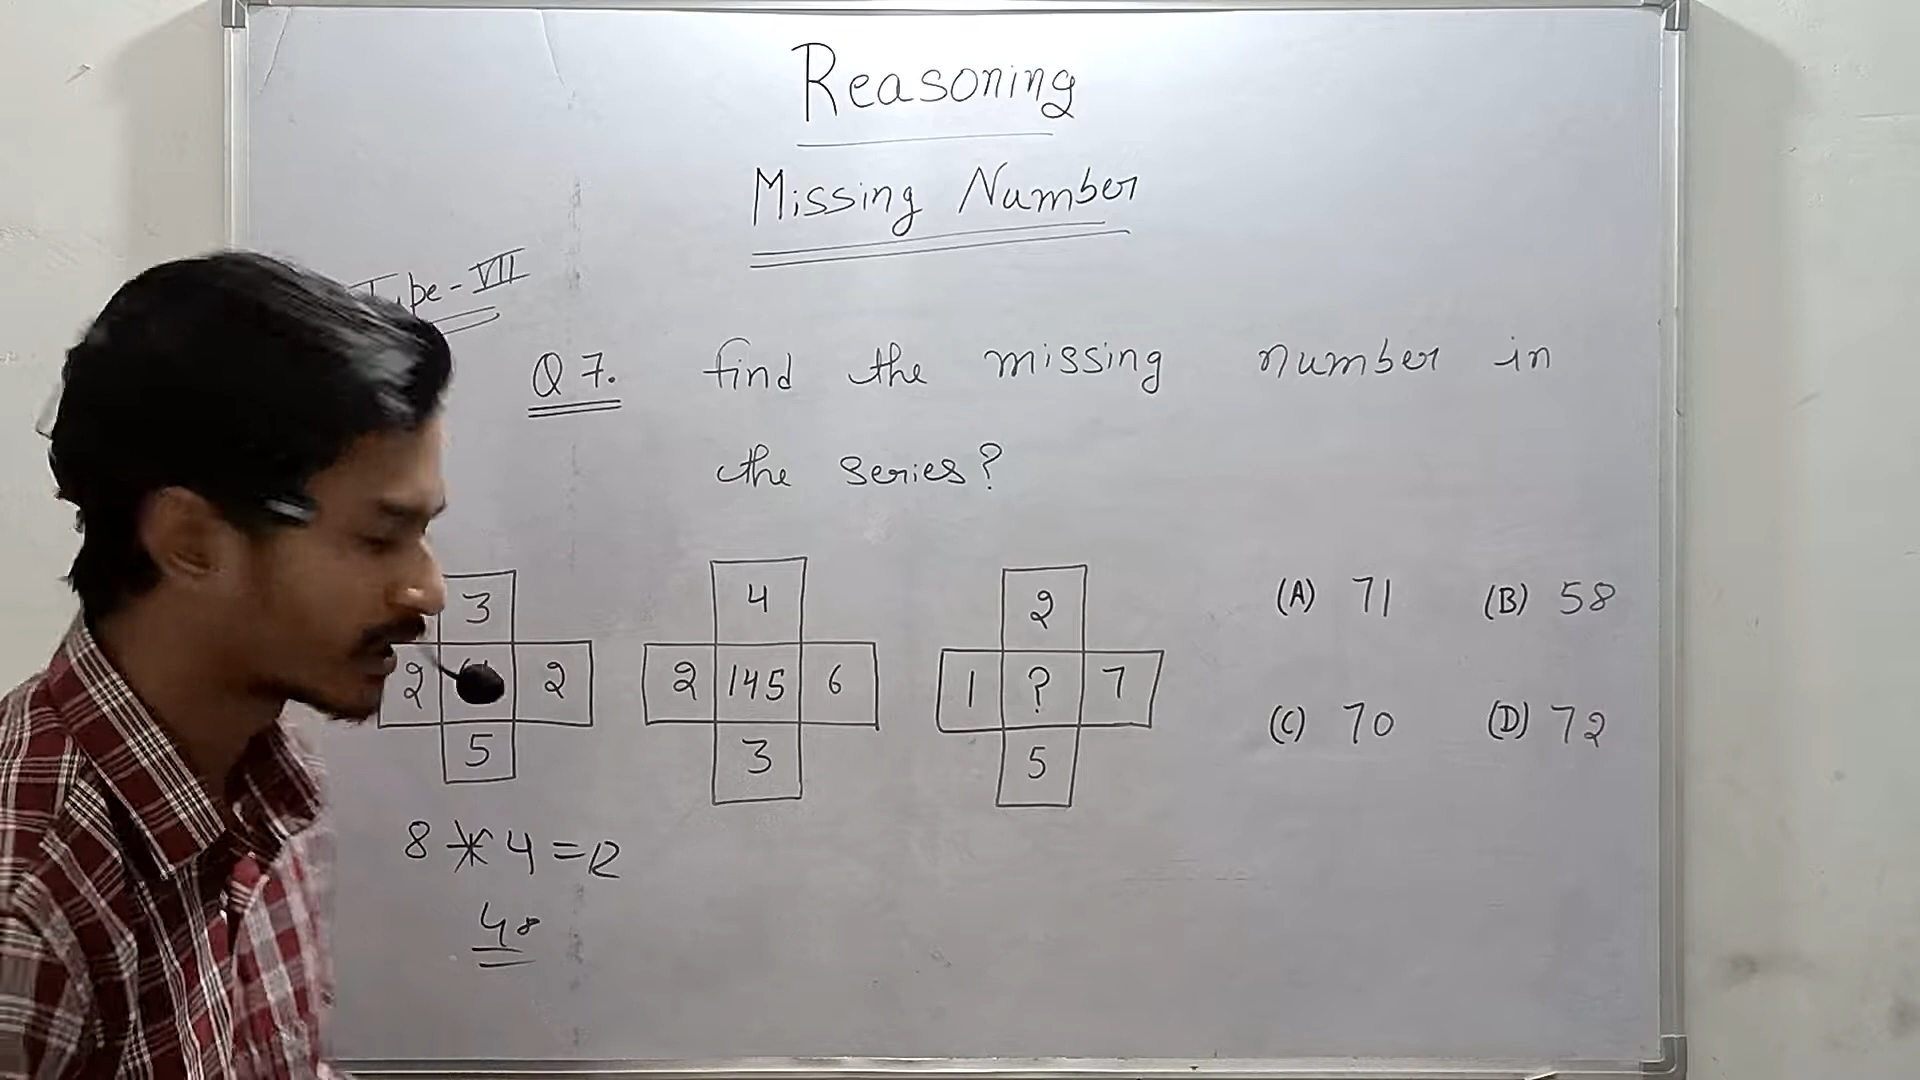 Reasoning
Missing Number
Type-VII
Q7. find the missing number in
the series?
3
2 2
5
4
2 145 6
3
2
1 ? 7
5
(A) 71 (B) 58
(C) 70 (D) 72
8 * 4 = 12
48